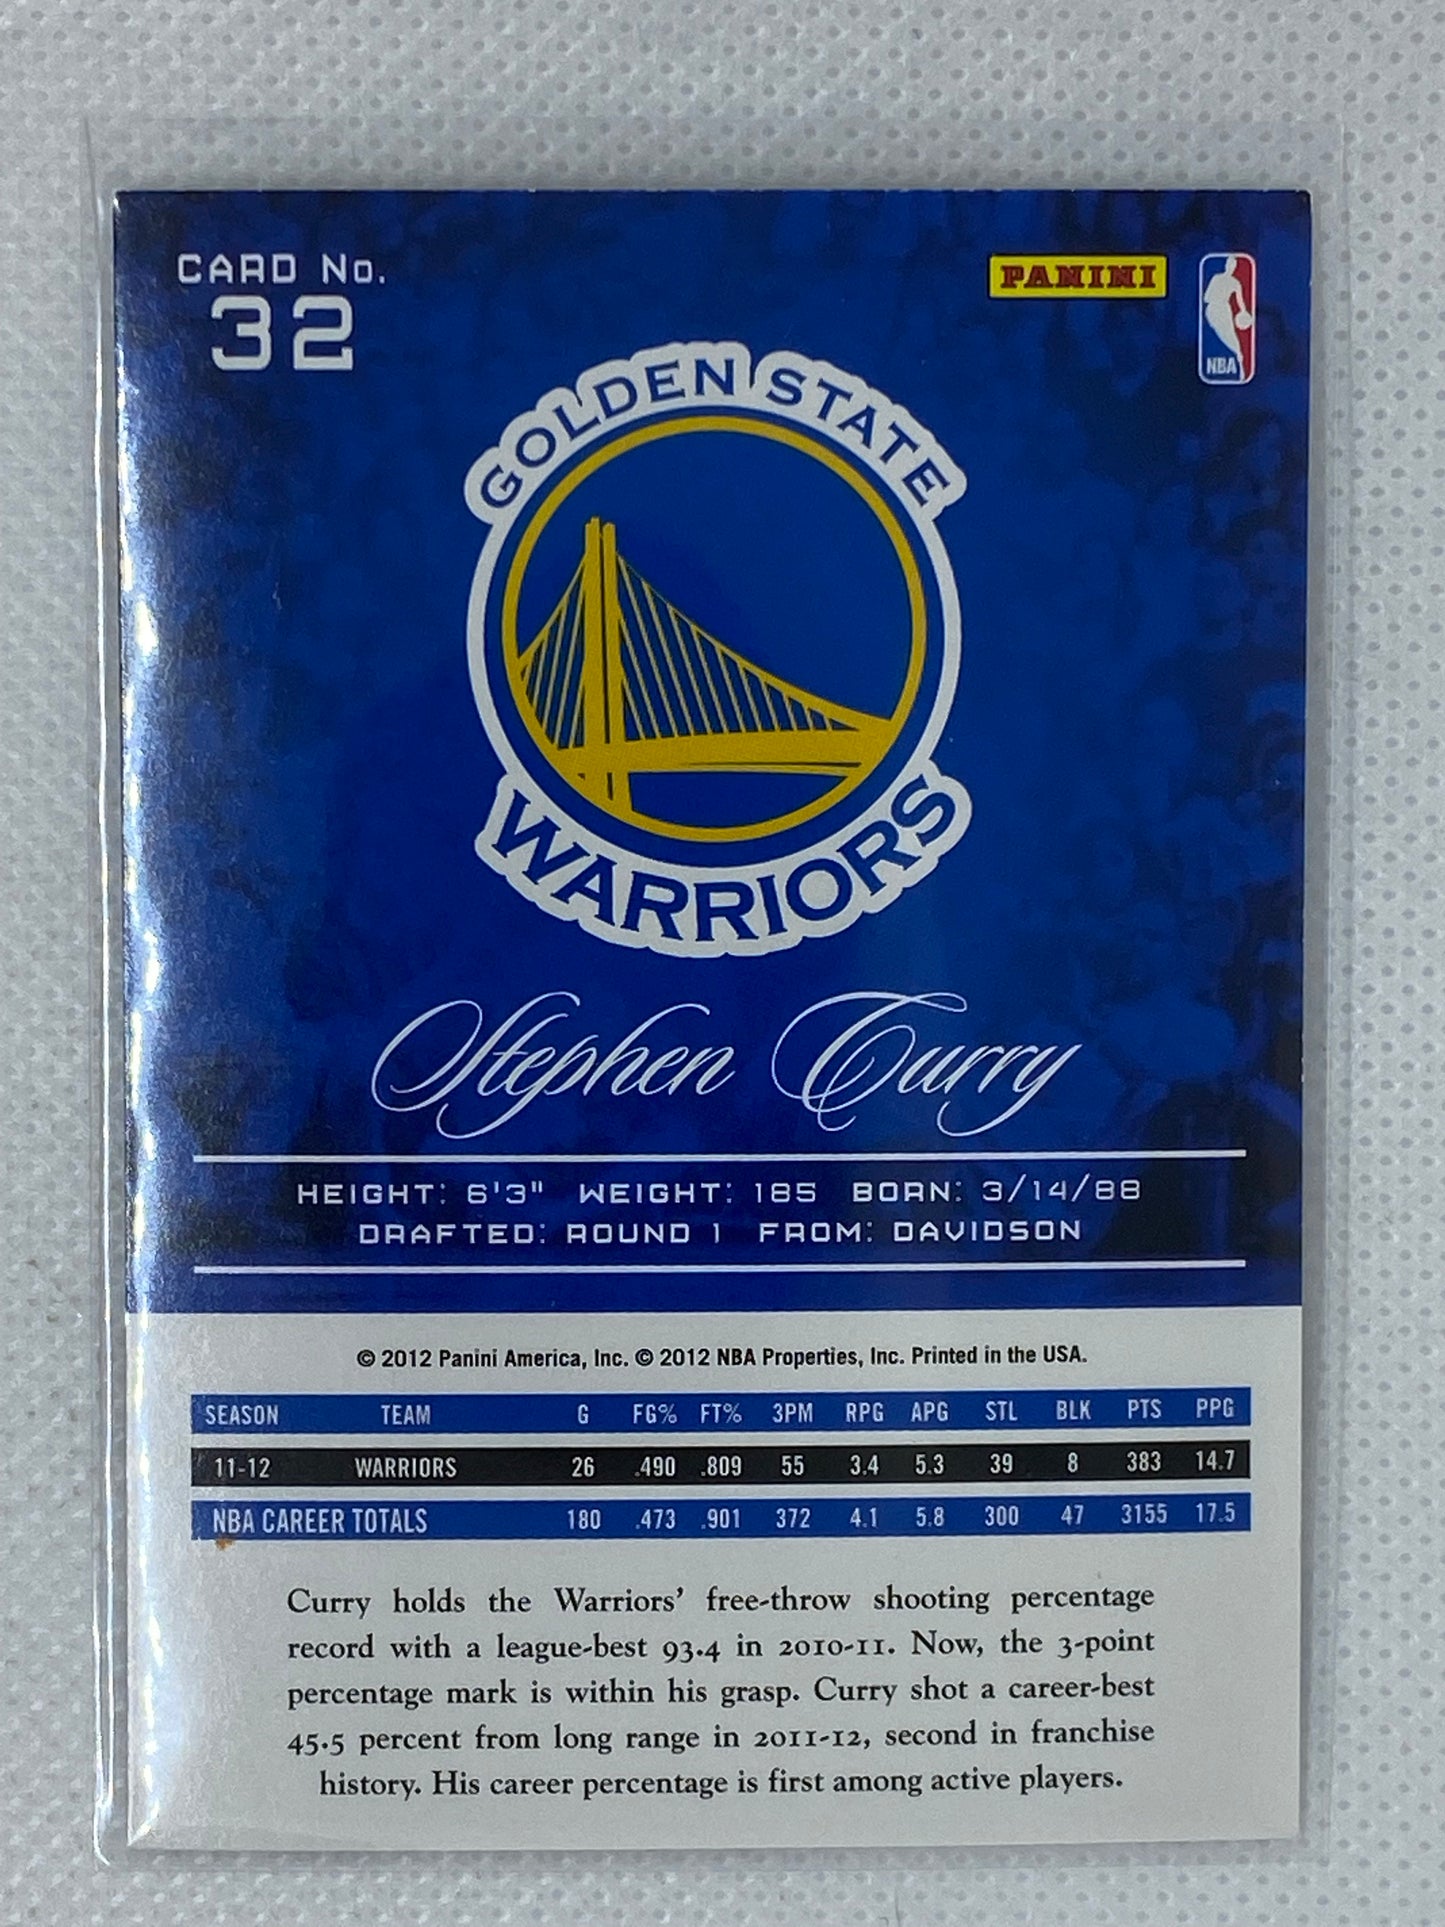 CARD No.
32
PANINI
NBA
GOLDEN STATE
WARRIORS
Stephen Curry
HEIGHT: 6'3" WEIGHT: 185 BORN: 3/14/88
DRAFTED: ROUND 1 FROM: DAVIDSON
© 2012 Panini America, Inc. © 2012 NBA Properties, Inc. Printed in the USA.
SEASON TEAM G FG% FT% 3PM RPG APG STL BLK PTS PPG
11-12 WARRIORS 26 .490 .809 55 3.4 5.3 39 8 383 14.7
NBA CAREER TOTALS 180 .473 .901 372 4.1 5.8 300 47 3155 17.5
Curry holds the Warriors' free-throw shooting percentage
record with a league-best 93.4 in 2010-11. Now, the 3-point
percentage mark is within his grasp. Curry shot a career-best
45.5 percent from long range in 2011-12, second in franchise
history. His career percentage is first among active players.